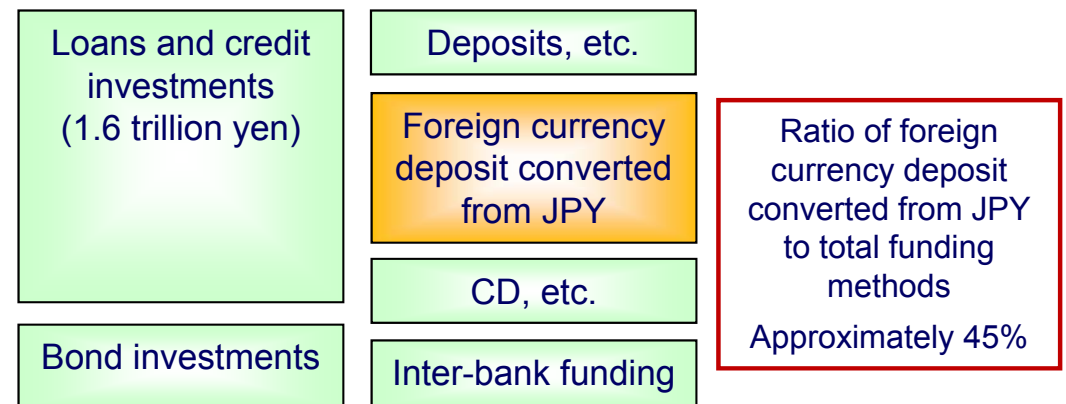 Loans and credit
investments
(1.6 trillion yen)
Bond investments
Deposits, etc.
Foreign currency
deposit converted
from JPY
CD, etc.
Inter-bank funding
Ratio of foreign
currency deposit
converted from JPY
to total funding
methods
Approximately 45%